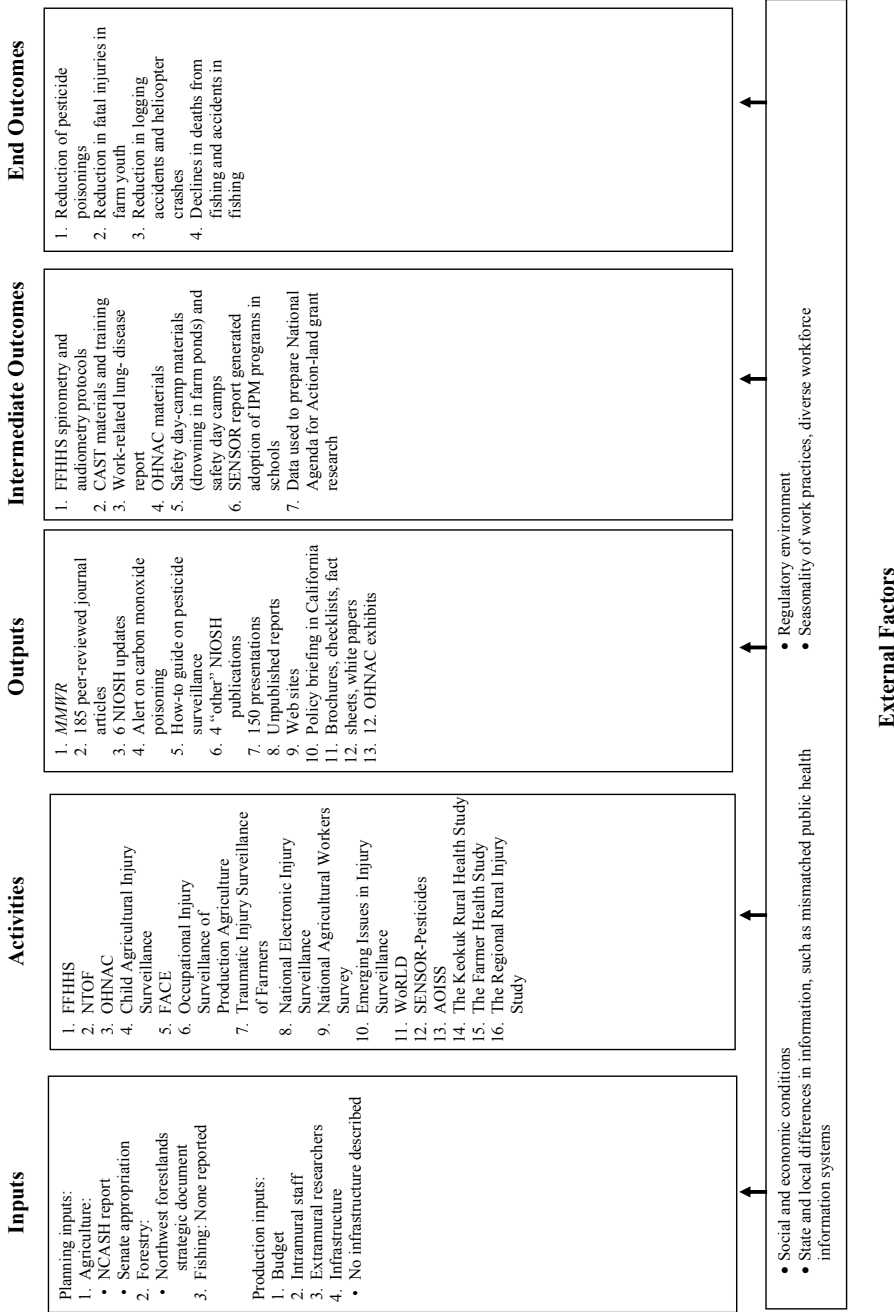 Inputs
Planning inputs:
1. Agriculture:
• NCASH report
• Senate appropriation
2. Forestry:
• Northwest forestlands
strategic document
3. Fishing: None reported
Production inputs:
1. Budget
2. Intramural staff
3. Extramural researchers
4. Infrastructure
• No infrastructure described
Activities
1. FFHHS
2. NTOF
3. OHNAC
4. Child Agricultural Injury
Surveillance
5. FACE
6. Occupational Injury
Surveillance of
Production Agriculture
7. Traumatic Injury Surveillance
of Farmers
8. National Electronic Injury
Surveillance
9. National Agricultural Workers
Survey
10. Emerging Issues in Injury
Surveillance
11. WoRLD
12. SENSOR-Pesticides
13. AOISS
14. The Keokuk Rural Health Study
15. The Farmer Health Study
16. The Regional Rural Injury
Study
Outputs
1. MMWR
2. 185 peer-reviewed journal
articles
3. 6 NIOSH updates
4. Alert on carbon monoxide
poisoning
5. How-to guide on pesticide
surveillance
6. 4 “other” NIOSH
publications
7. 150 presentations
8. Unpublished reports
9. Web sites
10. Policy briefing in California
11. Brochures, checklists, fact
12. sheets, white papers
13. 12. OHNAC exhibits
Intermediate Outcomes
1. FFHHS spirometry and
audiometry protocols
2. CAST materials and training
3. Work-related lung- disease
report
4. OHNAC materials
5. Safety day-camp materials
(drowning in farm ponds) and
safety day camps
6. SENSOR report generated
adoption of IPM programs in
schools
7. Data used to prepare National
Agenda for Action-land grant
research
End Outcomes
1. Reduction of pesticide
poisonings
2. Reduction in fatal injuries in
farm youth
3. Reduction in logging
accidents and helicopter
crashes
4. Declines in deaths from
fishing and accidents in
fishing
• Social and economic conditions
• State and local differences in information, such as mismatched public health
information systems
• Regulatory environment
• Seasonality of work practices, diverse workforce
External Factors